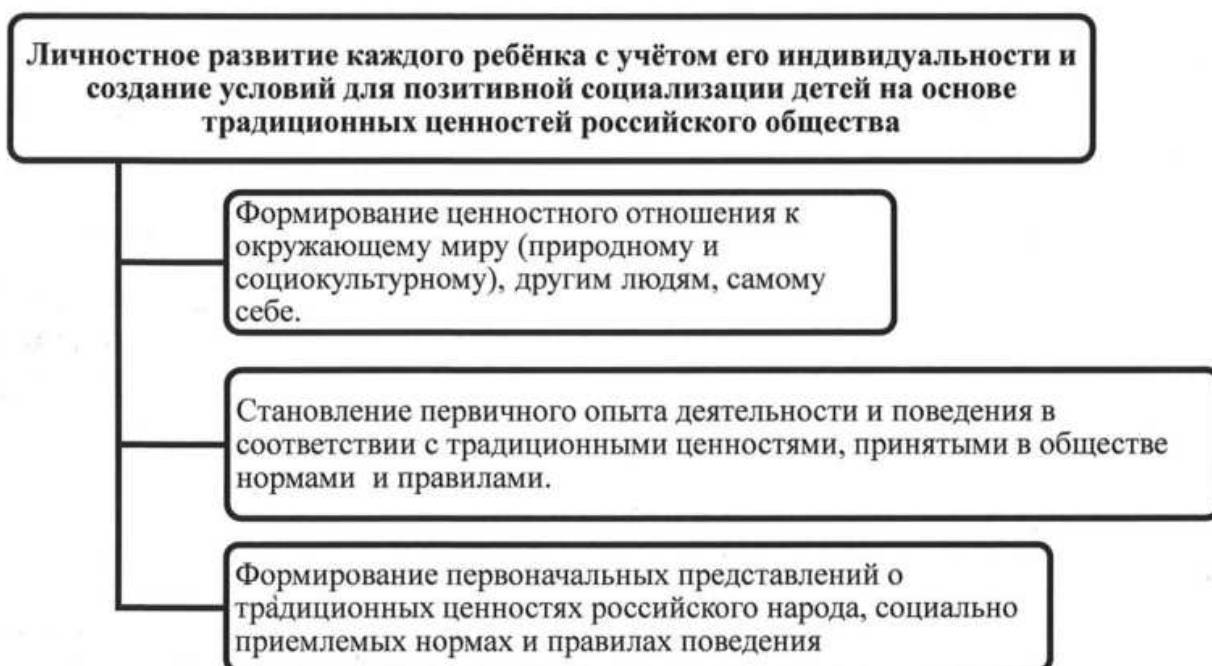 Личностное развитие каждого ребёнка с учётом его индивидуальности и
создание условий для позитивной социализации детей на основе
традиционных ценностей российского общества
Формирование ценностного отношения к
окружающему миру (природному и
социокультурному), другим людям, самому
себе.
Становление первичного опыта деятельности и поведения в
соответствии с традиционными ценностями, принятыми в обществе
нормами и правилами.
Формирование первоначальных представлений о
традиционных ценностях российского народа, социально
приемлемых нормах и правилах поведения